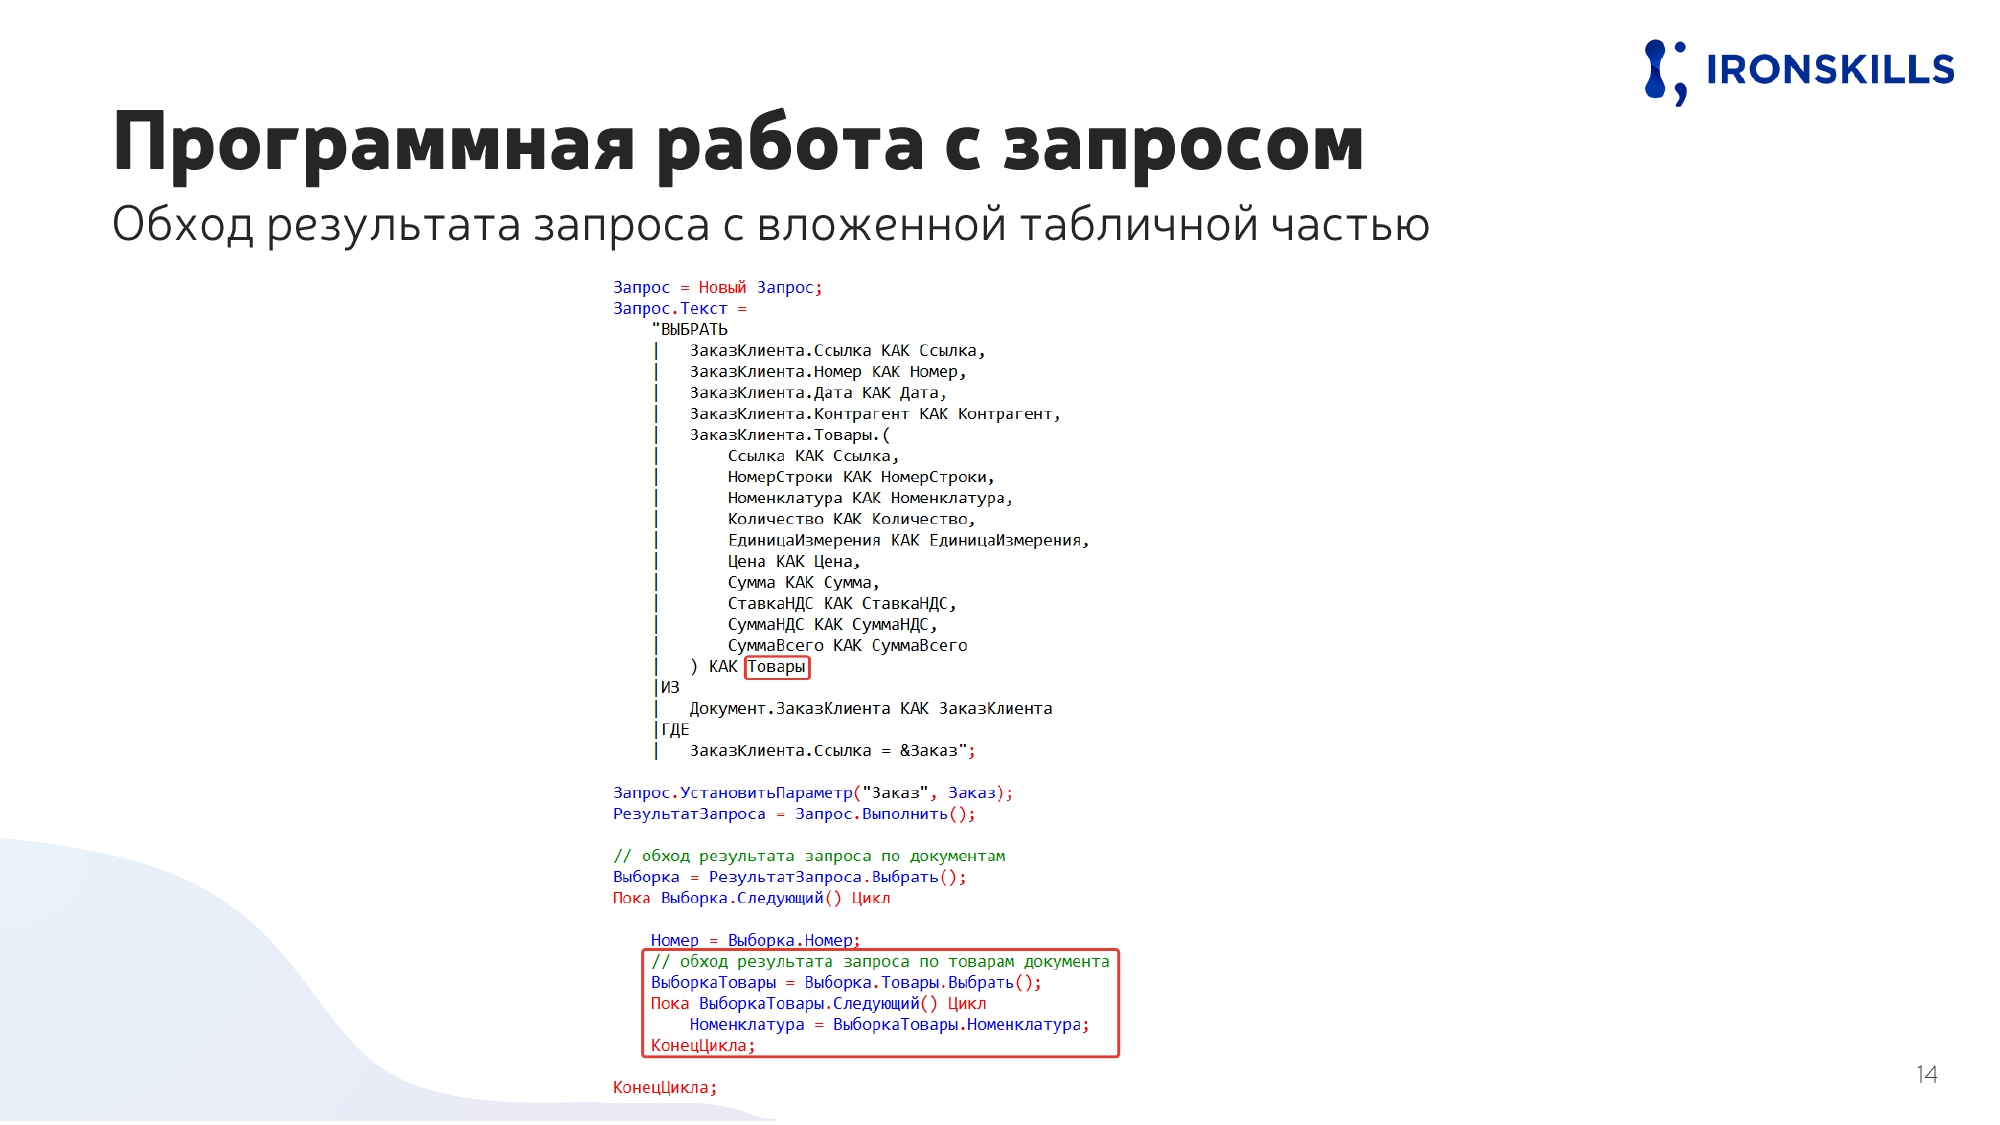 IRONSKILLS
Программная работа с запросом
Обход результата запроса с вложенной табличной частью
Запрос = Новый Запрос;
Запрос.Текст =
"ВЫБРАТЬ
| ЗаказКлиента.Ссылка КАК Ссылка,
| ЗаказКлиента.Номер КАК Номер,
| ЗаказКлиента.Дата КАК Дата,
| ЗаказКлиента.Контрагент КАК Контрагент,
| ЗаказКлиента.Товары.(
| Ссылка КАК Ссылка,
| НомерСтроки КАК НомерСтроки,
| Номенклатура КАК Номенклатура,
| Количество КАК Количество,
| ЕдиницаИзмерения КАК ЕдиницаИзмерения,
| Цена КАК Цена,
| Сумма КАК Сумма,
| СтавкаНДС КАК СтавкаНДС,
| СуммаНДС КАК СуммаНДС,
| СуммаВсего КАК СуммаВсего
| ) КАК Товары
|ИЗ
| Документ.ЗаказКлиента КАК ЗаказКлиента
|ГДЕ
| ЗаказКлиента.Ссылка = &Заказ";
Запрос.УстановитьПараметр("Заказ", Заказ);
РезультатЗапроса = Запрос.Выполнить();
// обход результата запроса по документам
Выборка = РезультатЗапроса.Выбрать();
Пока Выборка.Следующий() Цикл
Номер = Выборка.Номер;
// обход результата запроса по товарам документа
ВыборкаТовары = Выборка.Товары.Выбрать();
Пока ВыборкаТовары.Следующий() Цикл
Номенклатура = ВыборкаТовары.Номенклатура;
КонецЦикла;
КонецЦикла;
14